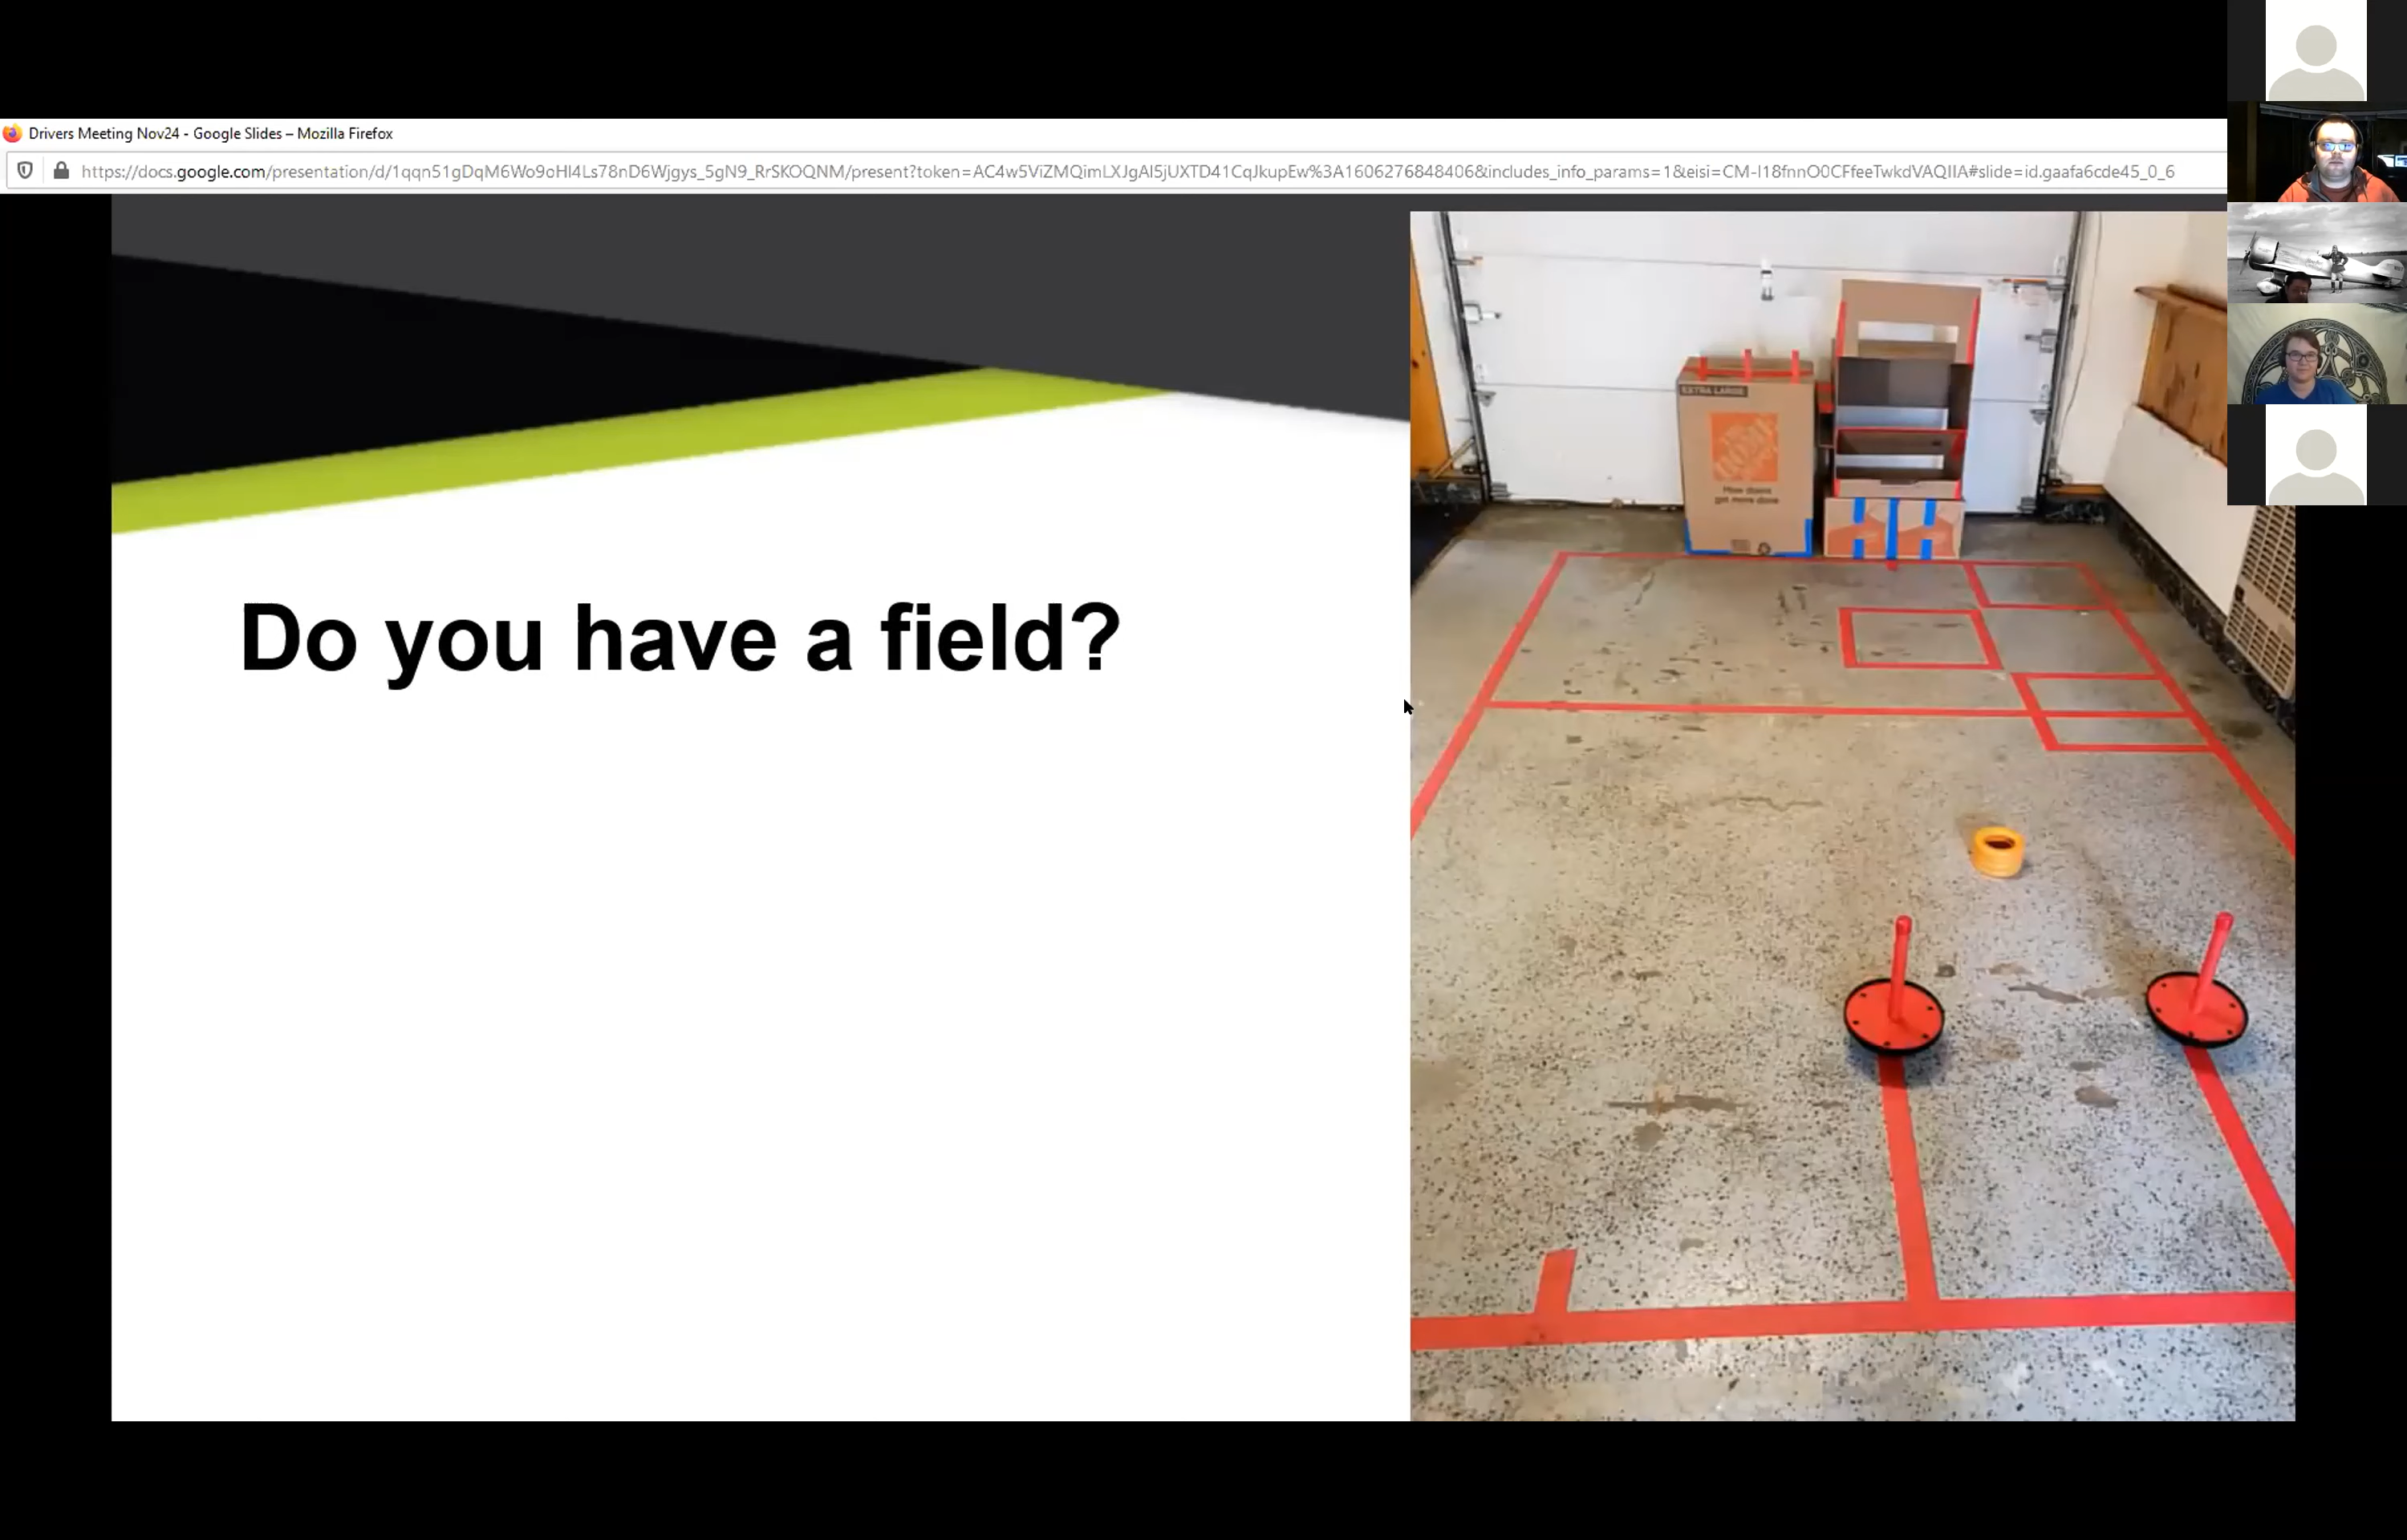 Drivers Meeting Nov24 - Google Slides – Mozilla Firefox
https://docs.google.com/presentation/d/1qqn51gDqM6Wo9oHl4Ls78nD6Wjgys_5gN9_RrSKOQNM/present?token=AC4w5ViZMQimLXJgAl5jUXTD41CqJkupEw%3A1606276848406&includes_info_params=1&eisi=CM-I18fnnO0CFfeeTwkdVAQIIA#slide=id.gaafa6cde45_0_6
Do you have a field?
EXTRA LARGE
How doers
get more done